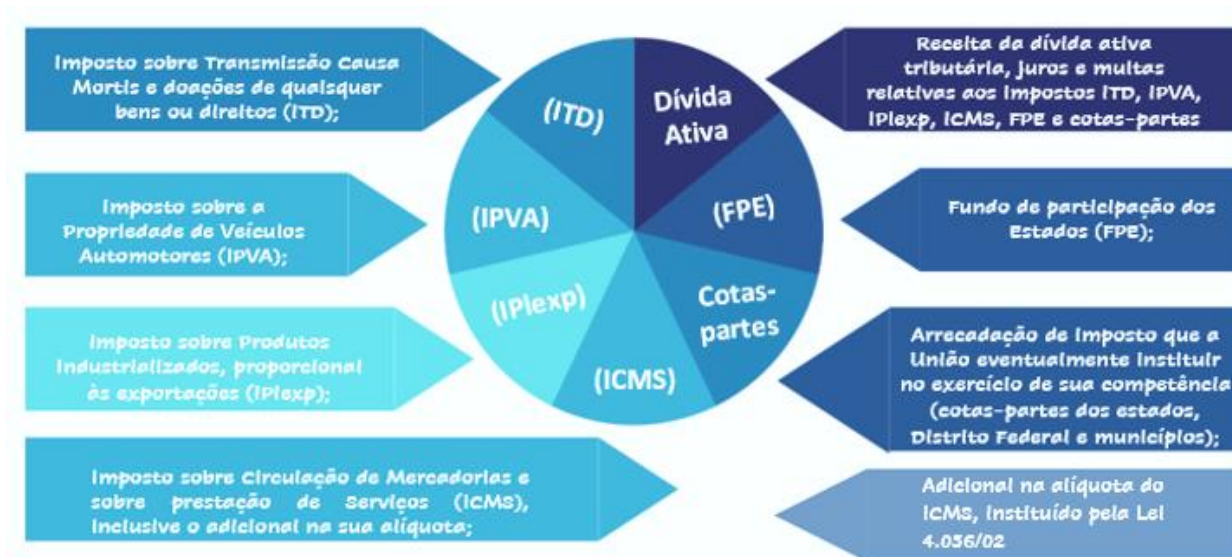 Imposto sobre Transmissão Causa
Mortis e doações de quaisquer
bens ou direitos (ITD);
Imposto sobre a
Propriedade de Veículos
Automotores (IPVA);
Imposto sobre Produtos
Industrializados, proporcional
às exportações (IPIexp);
Imposto sobre Circulação de Mercadorias e
sobre prestação de Serviços (ICMS),
inclusive o adicional na sua alíquota;
(ITD)
Dívida
Ativa
(IPVA)
(FPE)
(IPIexp)
Cotas-
partes
(ICMS)
Receita da dívida ativa
tributária, juros e multas
relativas aos impostos ITD, IPVA,
IPIexp, ICMS, FPE e cotas-partes
Fundo de participação dos
Estados (FPE);
Arrecadação de imposto que a
União eventualmente instituir
no exercício de sua competência
(cotas-partes dos estados,
Distrito Federal e municípios);
Adicional na alíquota do
ICMS, instituído pela Lei
4.056/02